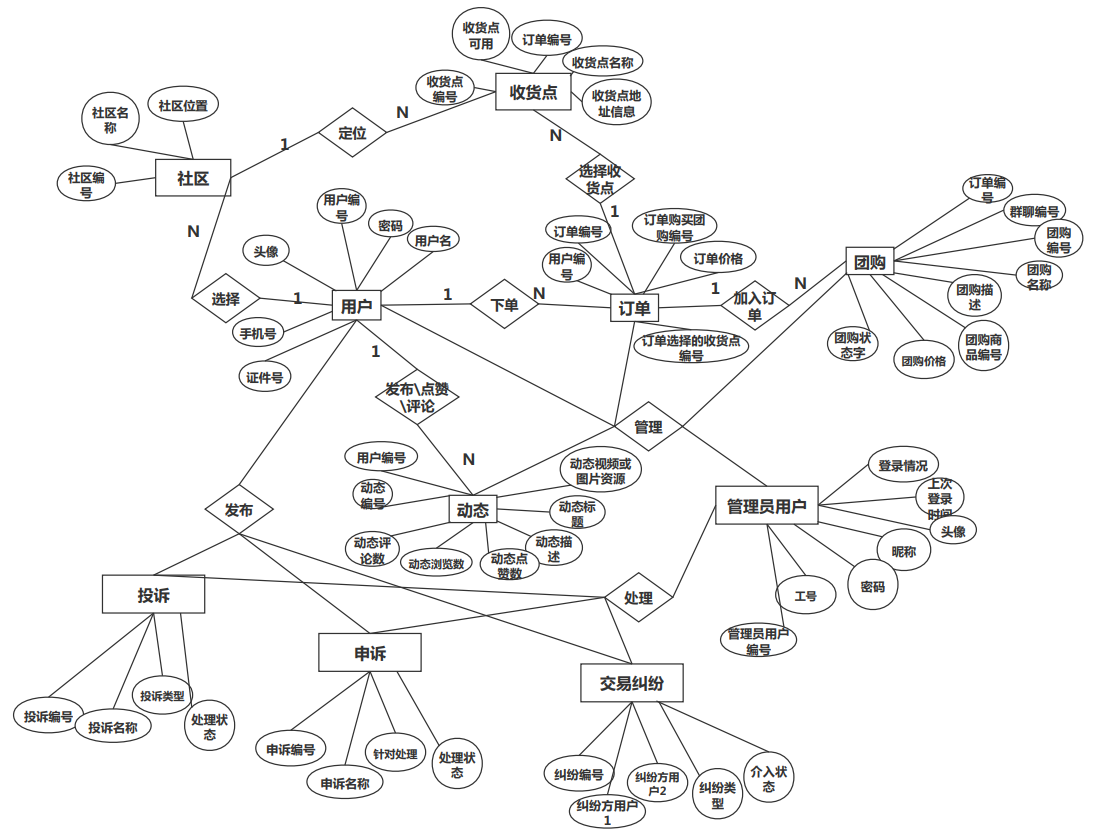 收货点
可用
订单编号
收货点名称
收货点
编号
收货点
收货点地
址信息
社区名
称
社区位置
N
定位
1
N
社区编
号
社区
选择收
货点
1
N
用户编
号
密码
用户名
头像
订单编号
订单购买团
购编号
用户编
号
订单价格
订单编
号
群聊编号
团购
编号
团购
团购
名称
团购描
述
团购状
态字
团购价格
团购商
品编号
选择
1
用户
1
下单
N
订单
1
加入订
单
N
手机号
证件号
订单选择的收货点
编号
1
发布\点赞
\评论
N
管理
用户编号
动态
编号
动态视频或
图片资源
动态
动态标
题
动态评
论数
动态浏览数
动态点
赞数
动态描
述
登录情况
上次
登录
时间
管理员用户
头像
昵称
密码
工号
管理员用户
编号
发布
投诉
处理
申诉
交易纠纷
投诉编号
投诉名称
投诉类型
处理状
态
申诉编号
申诉名称
针对处理
处理状
态
纠纷编号
纠纷方用户
1
纠纷方用
户2
纠纷类
型
介入状
态